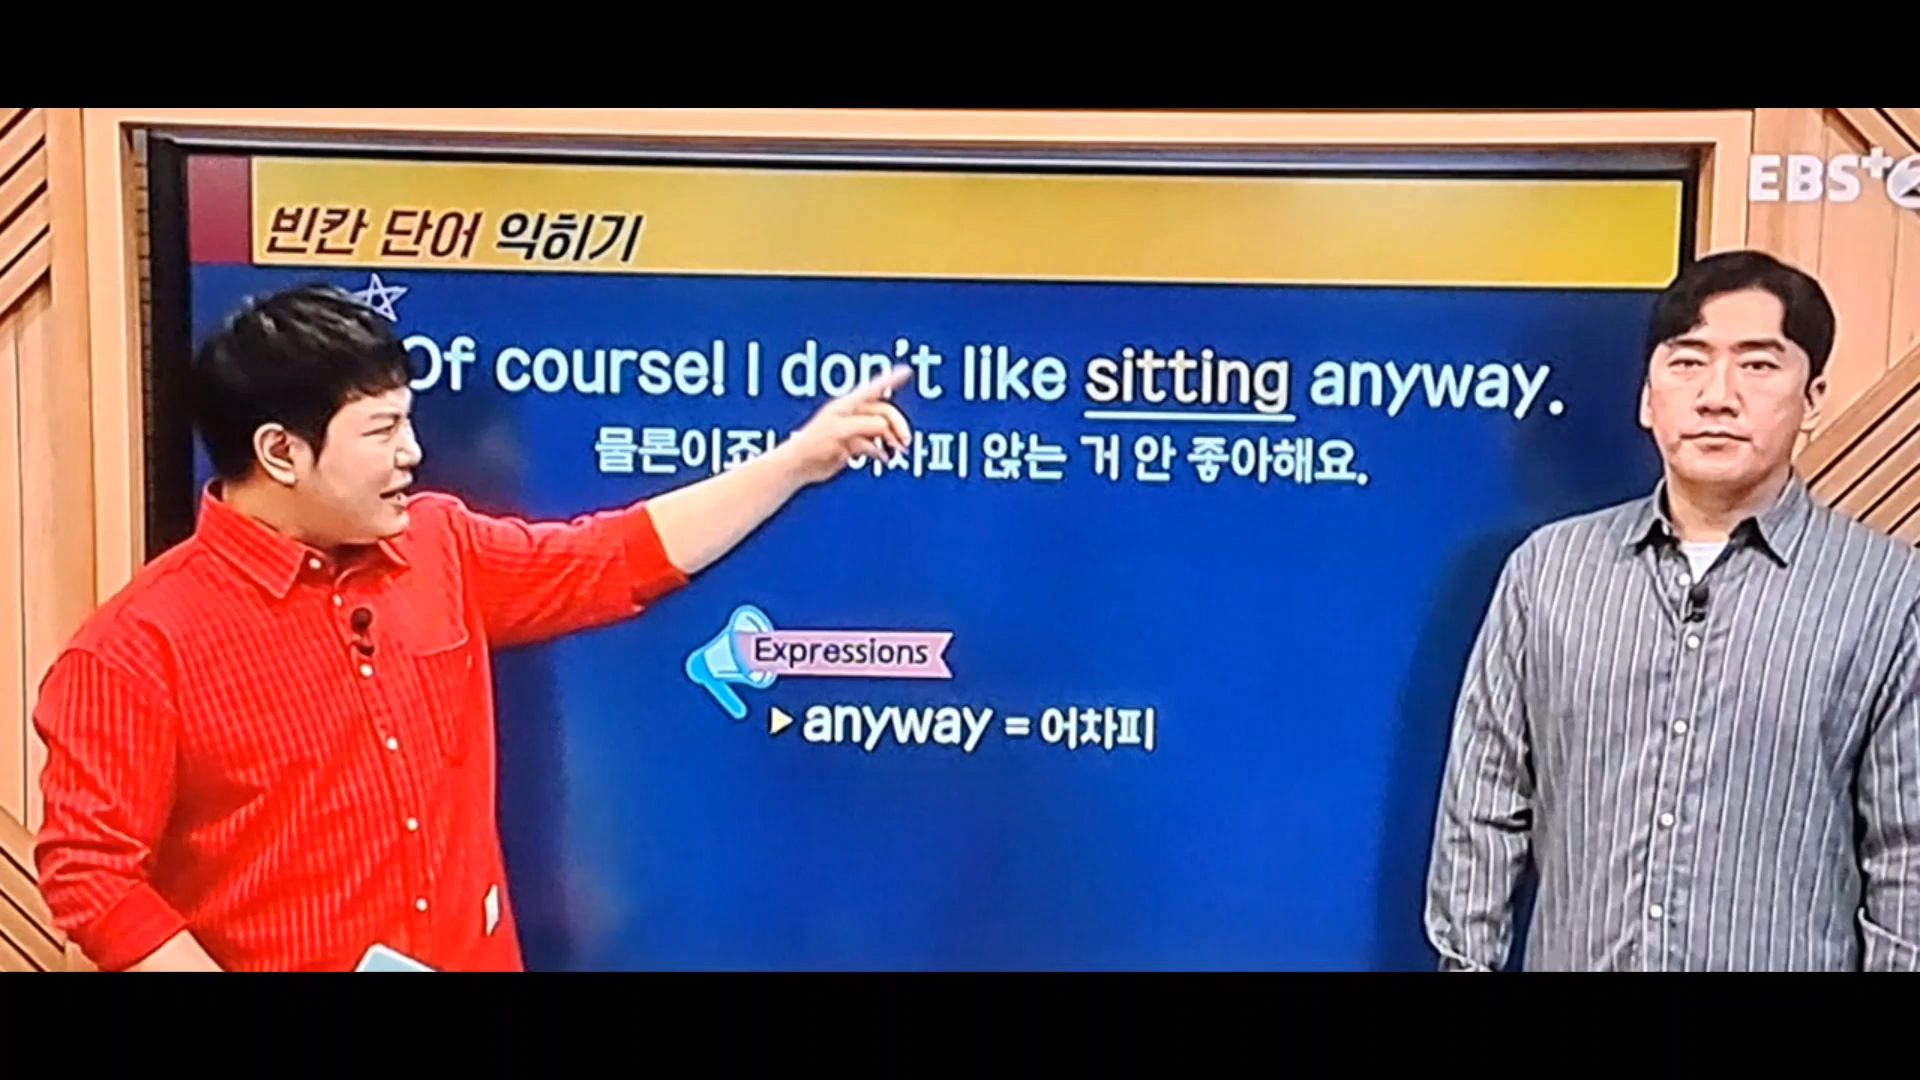 EBS+2
빈칸 단어 익히기
Of course! I don't like sitting anyway.
물론이죠! 어차피 앉는 거 안 좋아해요.
Expressions
▶ anyway = 어차피